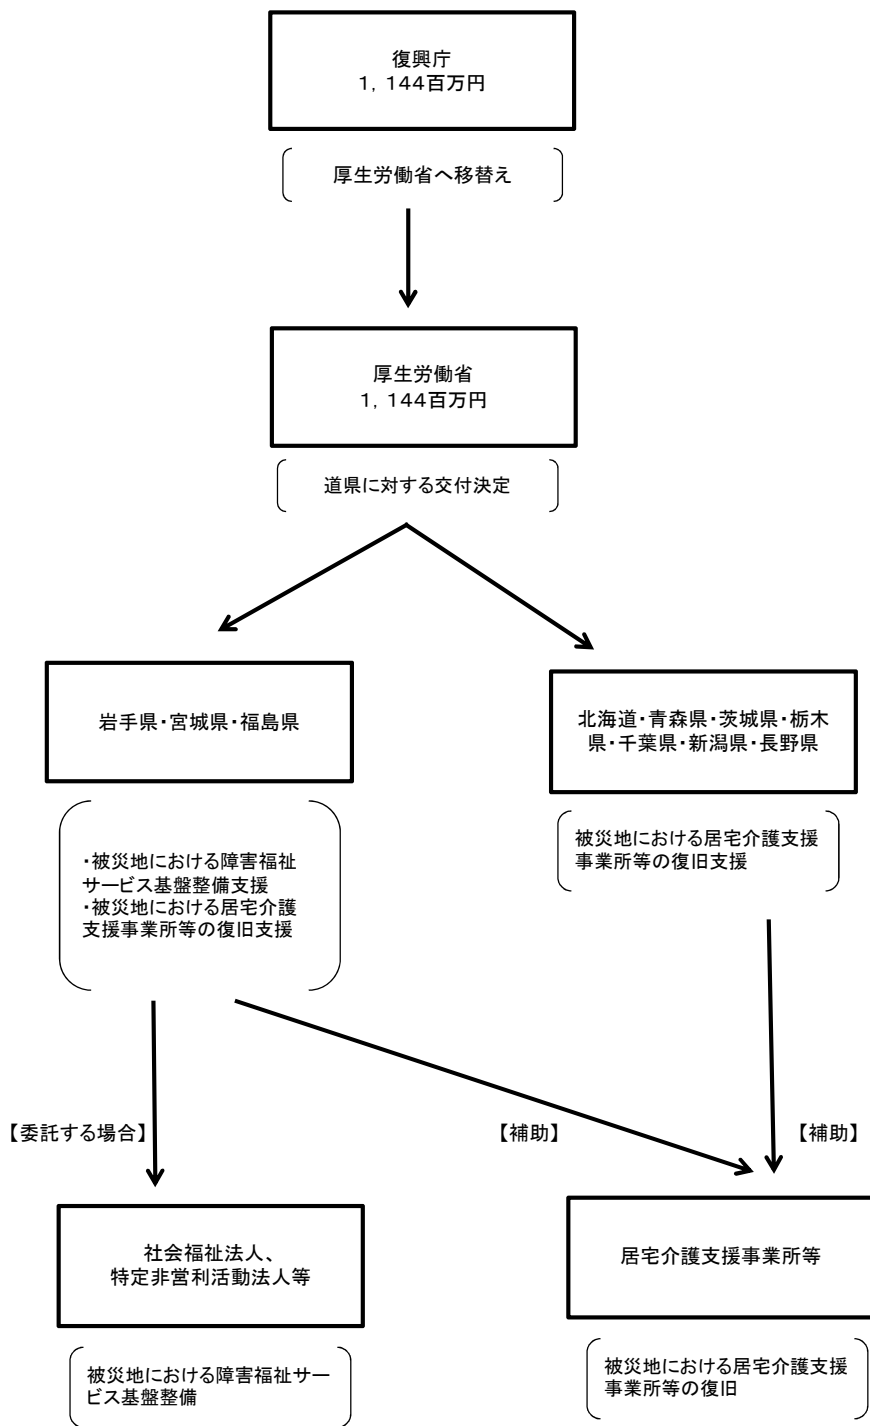 復興庁
1，144百万円
厚生労働省へ移替え
厚生労働省
1，144百万円
道県に対する交付決定
岩手県・宮城県・福島県
北海道・青森県・茨城県・栃木
県・千葉県・新潟県・長野県
・被災地における障害福祉
サービス基盤整備支援
・被災地における居宅介護
支援事業所等の復旧支援
被災地における居宅介護支援
事業所等の復旧支援
【委託する場合】
【補助】
【補助】
社会福祉法人、
特定非営利活動法人等
居宅介護支援事業所等
被災地における障害福祉サー
ビス基盤整備
被災地における居宅介護支援
事業所等の復旧